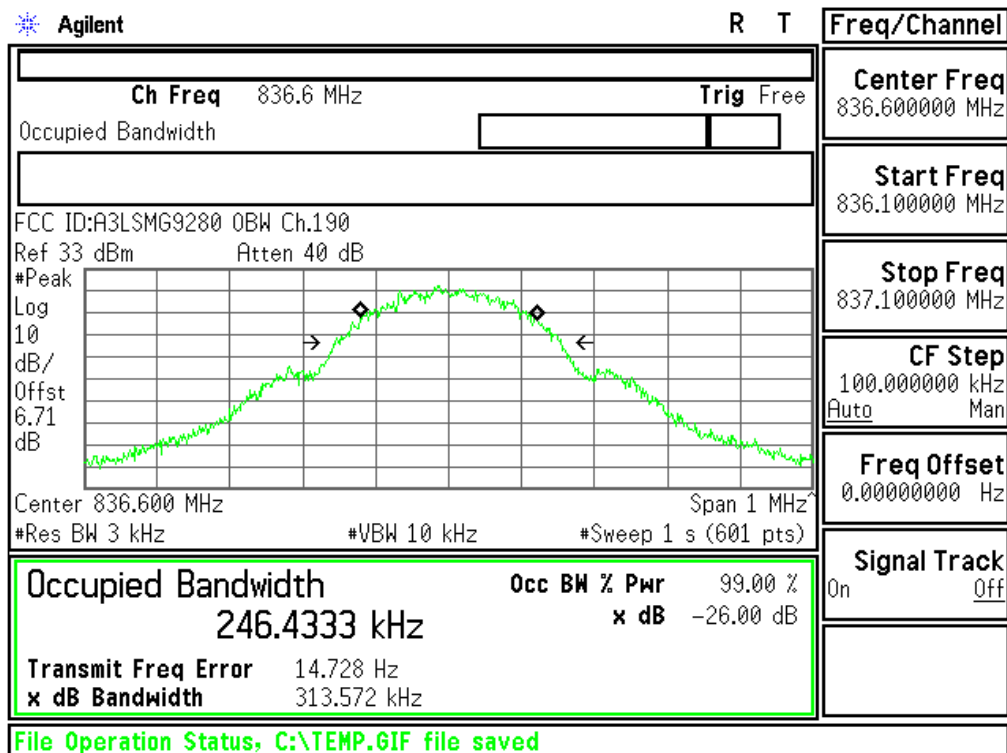 Agilent
R T
Freq/Channel
Ch Freq 836.6 MHz
Trig Free
Occupied Bandwidth
Center Freq
836.600000 MHz
Start Freq
836.100000 MHz
Stop Freq
837.100000 MHz
CF Step
100.000000 kHz
Auto Man
Freq Offset
0.00000000 Hz
Signal Track
On Off
FCC ID:A3LSMG9280 OBW Ch.190
Ref 33 dBm Atten 40 dB
#Peak
Log
10
dB/
Offst
6.71
dB
Center 836.600 MHz Span 1 MHz^
#Res BW 3 kHz #VBW 10 kHz #Sweep 1 s (601 pts)
Occupied Bandwidth
246.4333 kHz
Occ BW % Pwr 99.00 %
x dB -26.00 dB
Transmit Freq Error 14.728 Hz
x dB Bandwidth 313.572 kHz
File Operation Status, C:\TEMP.GIF file saved